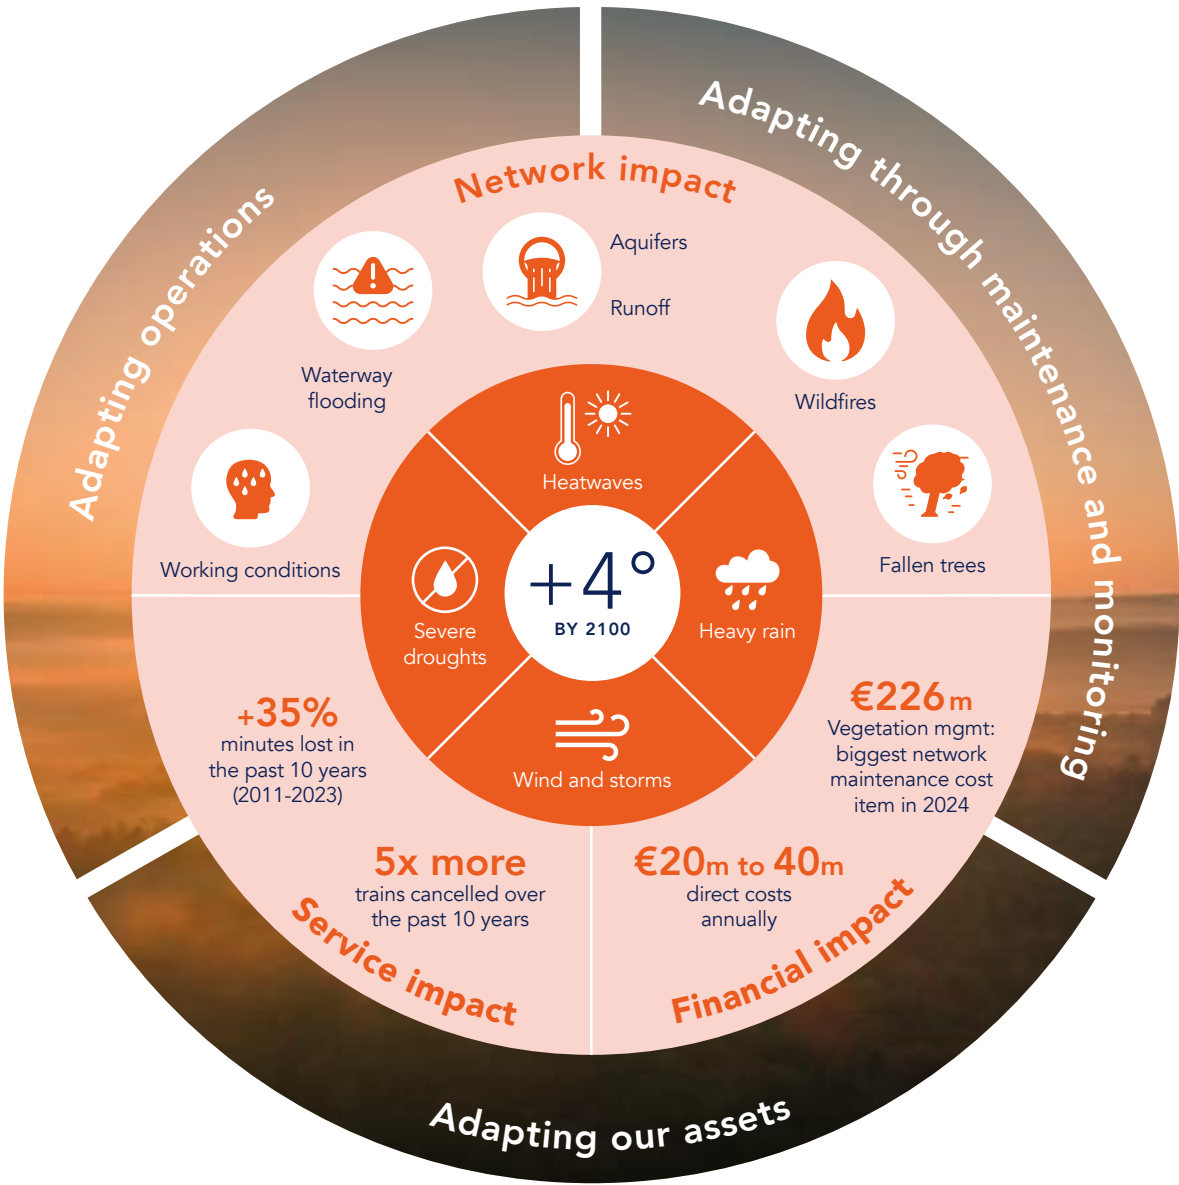 Adapting operations
Adapting through maintenance and monitoring
Network impact
Aquifers
Runoff
Waterway
flooding
Wildfires
Working conditions
Fallen trees
Heatwaves
Severe
droughts
+4°
BY 2100
Heavy rain
Wind and storms
+35%
minutes lost in
the past 10 years
(2011-2023)
5x more
trains cancelled over
the past 10 years
Service impact
€226m
Vegetation mgmt:
biggest network
maintenance cost
item in 2024
€20m to 40m
direct costs
annually
Financial impact
Adapting our assets